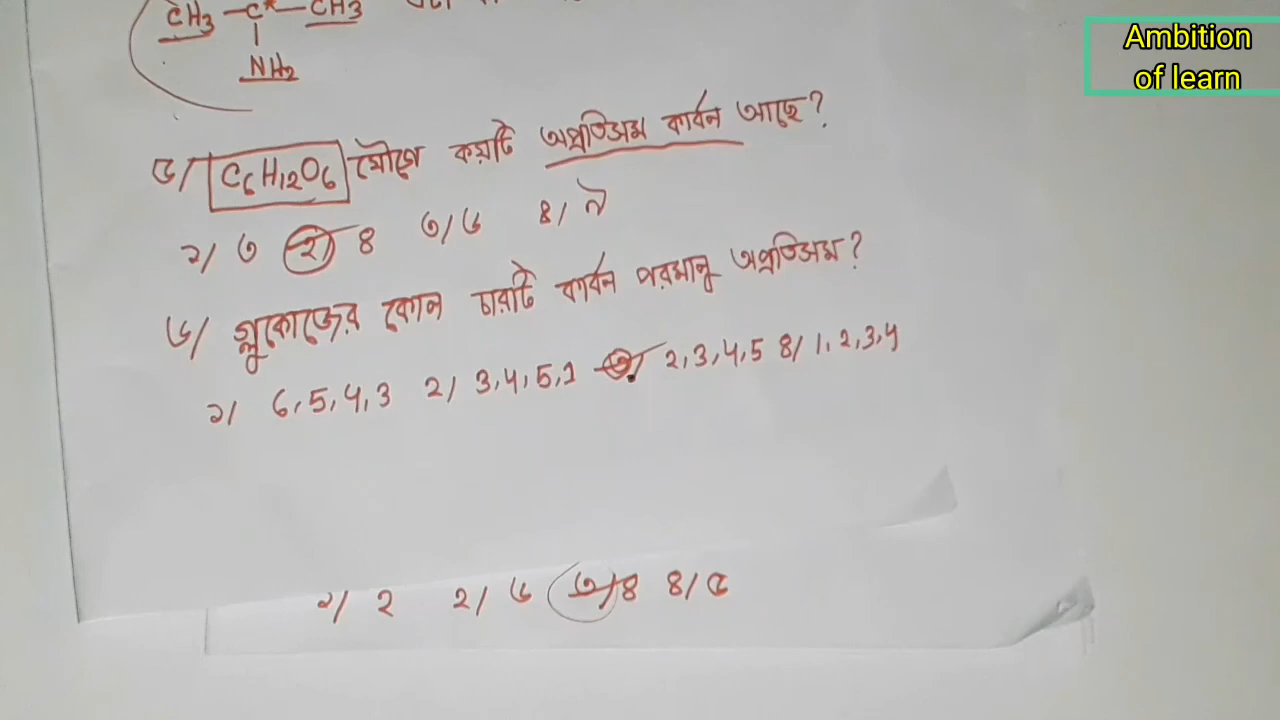 CH3 – C* – CH3
NH2
Ambition
of learn
৫/ C6H12O6 যৌগে কয়টি অপ্রতিসম কার্বন আছে?
১/ ৩ ২/ ৪ ৩/ ৬ ৪/ ৯
৬/ গ্লুকোজের কোন চারটি কার্বন পরমানু অপ্রতিসম?
১/ 6,5,4,3 ২/ 3,4,5,1 ৩/ 2,3,4,5 ৪/ 1,2,3,4
১/ ২ ২/ ৬ ৩/ ৪ ৪/ ৫